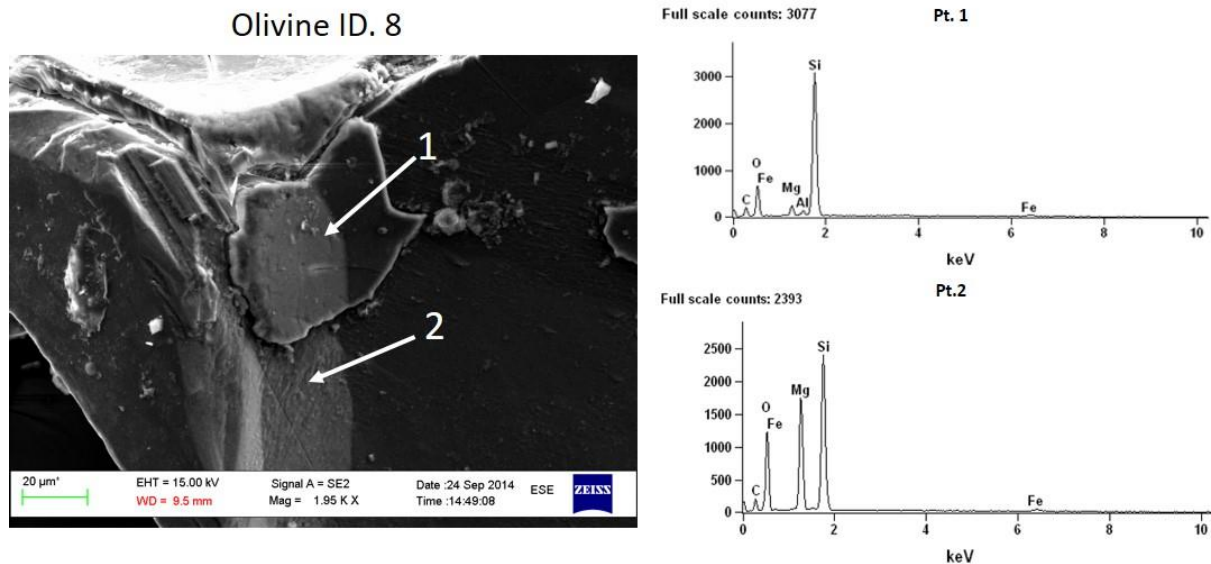 Olivine ID. 8
1
2
20 µm*
EHT = 15.00 kV
WD = 9.5 mm
Signal A = SE2
Mag = 1.95 K X
Date :24 Sep 2014
Time :14:49:08
ESE
ZEISS
Full scale counts: 3077
Pt. 1
3000
2000
1000
0
C
O
Fe
Mg
Al
Si
Fe
0
2
4
6
8
10
keV
Full scale counts: 2393
Pt.2
2500
2000
1500
1000
500
0
C
O
Fe
Mg
Si
Fe
0
2
4
6
8
10
keV